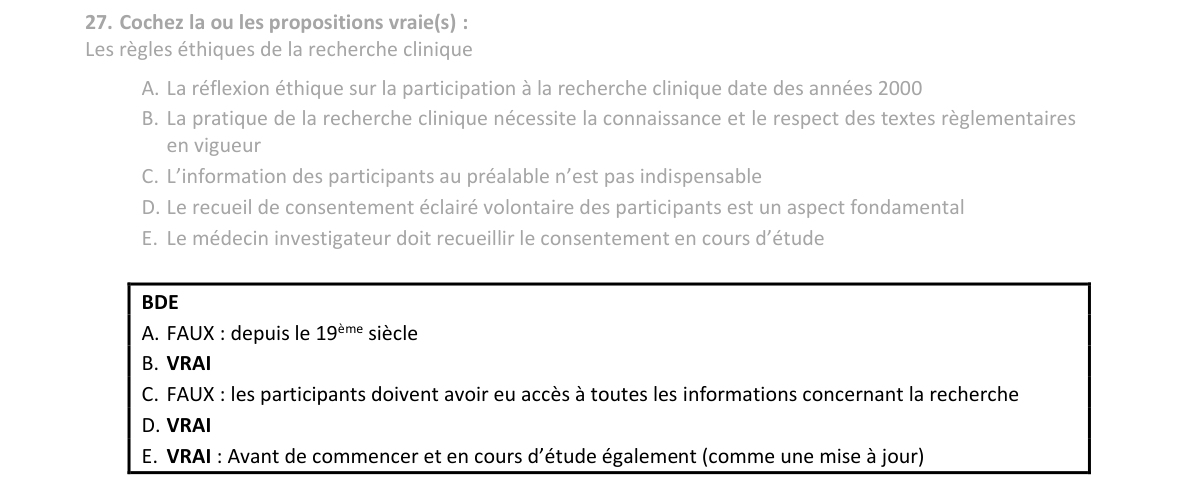 27. Cochez la ou les propositions vraie(s) :
Les règles éthiques de la recherche clinique
A. La réflexion éthique sur la participation à la recherche clinique date des années 2000
B. La pratique de la recherche clinique nécessite la connaissance et le respect des textes règlementaires
en vigueur
C. L’information des participants au préalable n’est pas indispensable
D. Le recueil de consentement éclairé volontaire des participants est un aspect fondamental
E. Le médecin investigateur doit recueillir le consentement en cours d’étude
BDE
A. FAUX : depuis le 19ème siècle
B. VRAI
C. FAUX : les participants doivent avoir eu accès à toutes les informations concernant la recherche
D. VRAI
E. VRAI : Avant de commencer et en cours d’étude également (comme une mise à jour)